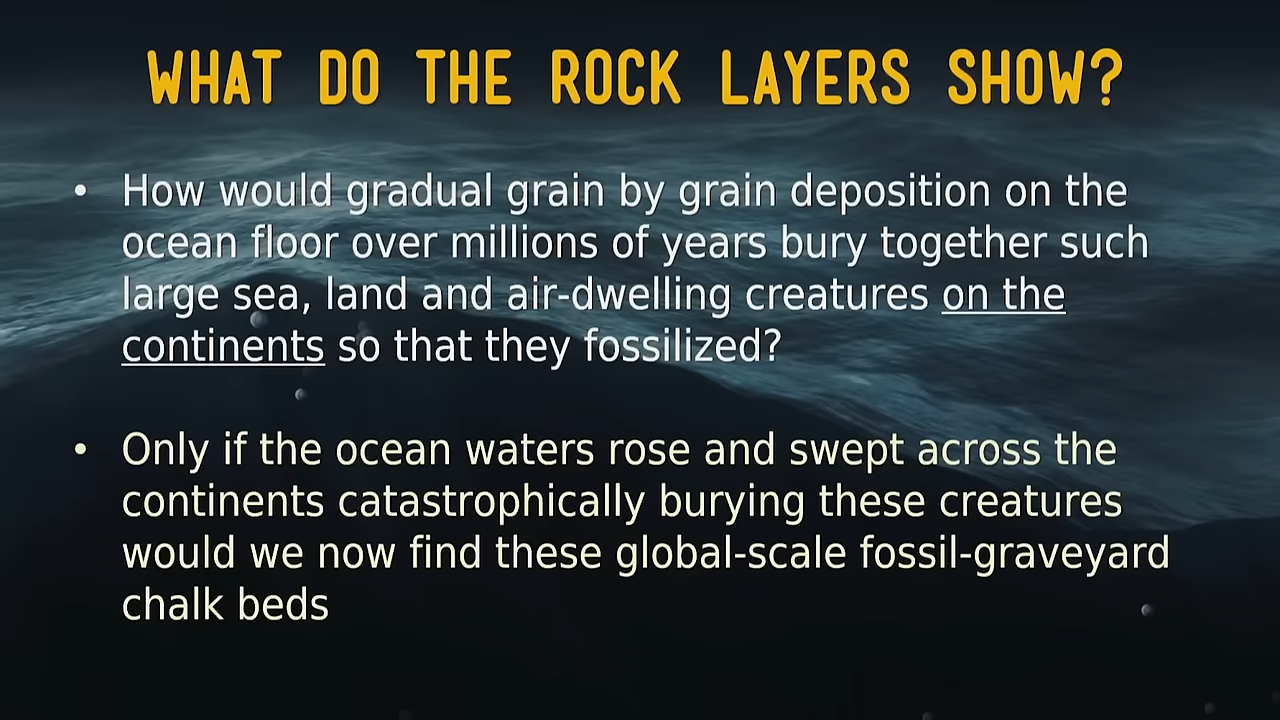 WHAT DO THE ROCK LAYERS SHOW?
• How would gradual grain by grain deposition on the
ocean floor over millions of years bury together such
large sea, land and air-dwelling creatures on the
continents so that they fossilized?
• Only if the ocean waters rose and swept across the
continents catastrophically burying these creatures
would we now find these global-scale fossil-graveyard
chalk beds